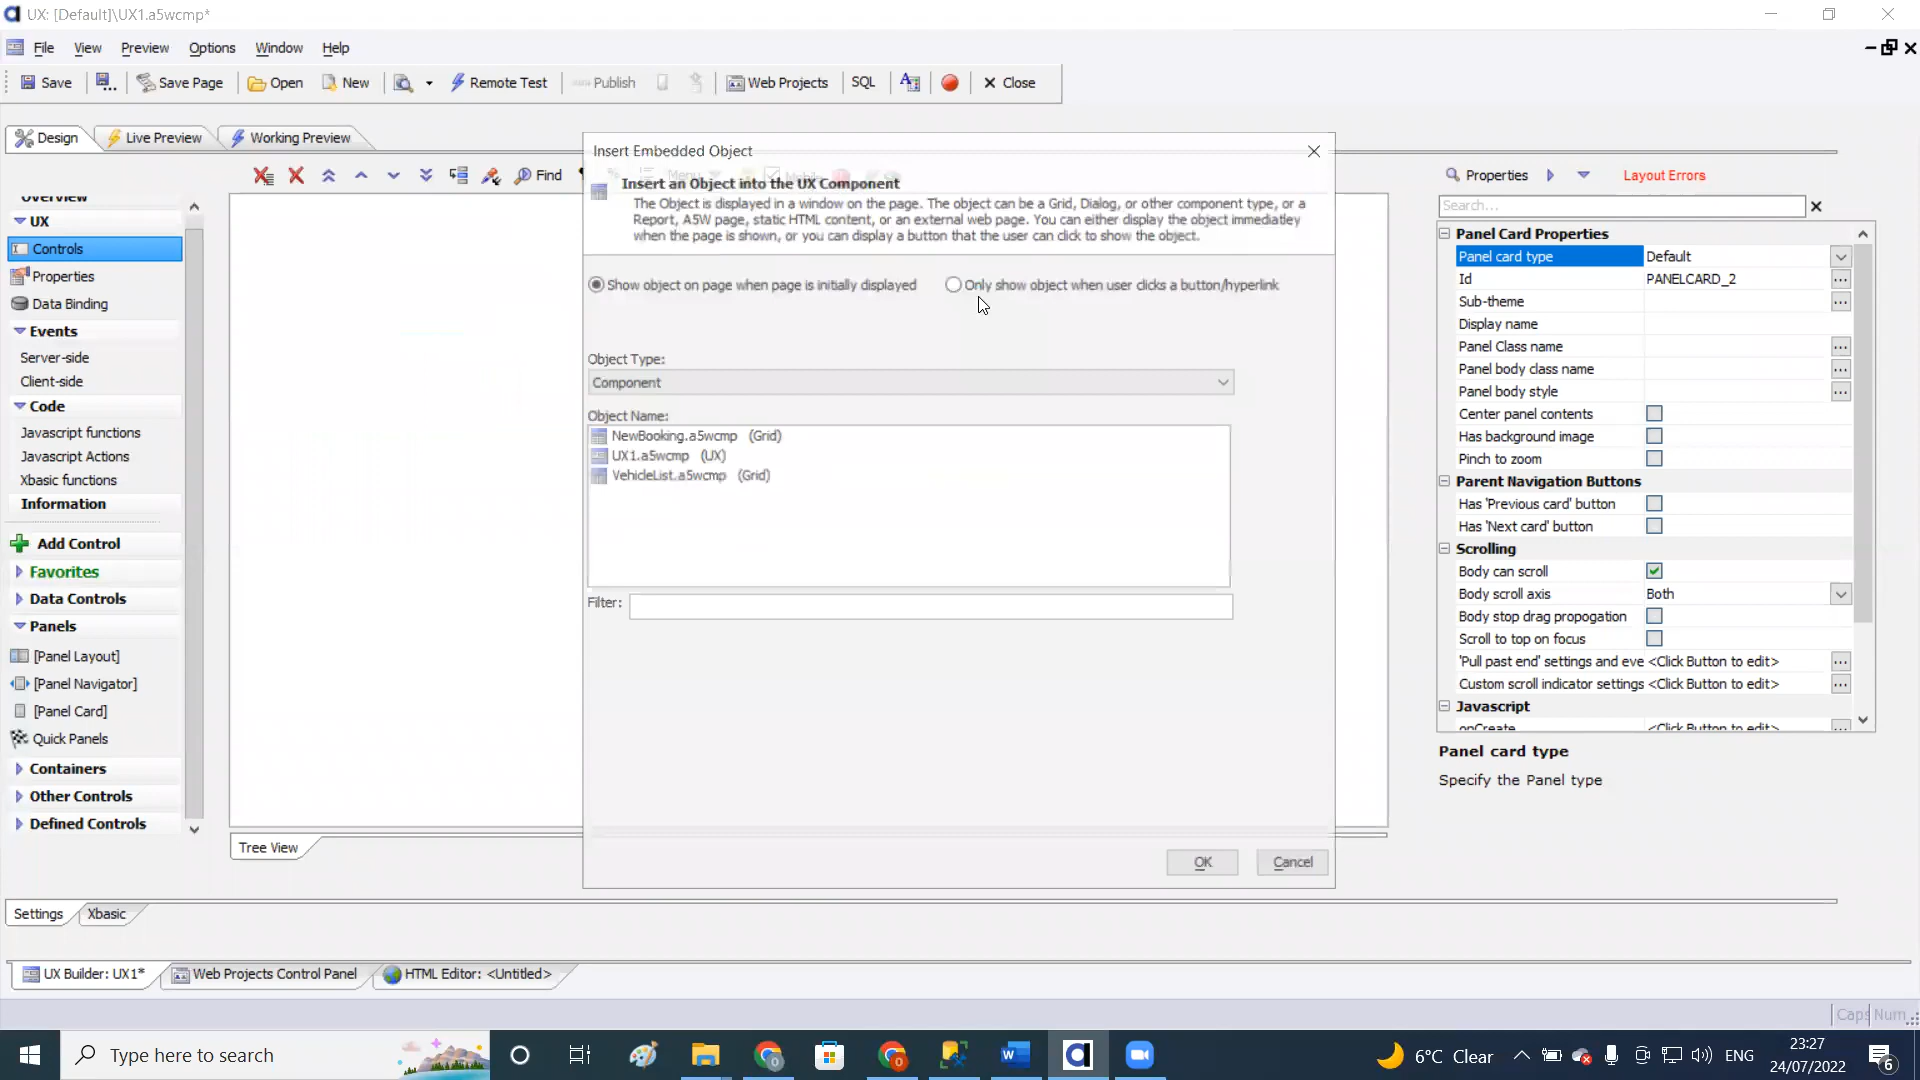 UX: [Default]\UX1.a5wcmp*
File View Preview Options Window Help
Save Save Page Open New Remote Test Publish Web Projects SQL Close
Design Live Preview Working Preview
Find
Menu
Overview
UX
Controls
Properties
Data Binding
Events
Server-side
Client-side
Code
Javascript functions
Javascript Actions
Xbasic functions
Information
Add Control
Favorites
Data Controls
Panels
[Panel Layout]
[Panel Navigator]
[Panel Card]
Quick Panels
Containers
Other Controls
Defined Controls
Tree View
Insert Embedded Object
Insert an Object into the UX Component
The Object is displayed in a window on the page. The object can be a Grid, Dialog, or other component type, or a
Report, A5W page, static HTML content, or an external web page. You can either display the object immediatley
when the page is shown, or you can display a button that the user can click to show the object.
Show object on page when page is initially displayed Only show object when user clicks a button/hyperlink
Object Type:
Component
Object Name:
NewBooking.a5wcmp (Grid)
UX1.a5wcmp (UX)
VehicleList.a5wcmp (Grid)
Filter:
OK Cancel
Properties Layout Errors
Search...
Panel Card Properties
Panel card type Default
Id PANELCARD_2
Sub-theme
Display name
Panel Class name
Panel body class name
Panel body style
Center panel contents
Has background image
Pinch to zoom
Parent Navigation Buttons
Has 'Previous card' button
Has 'Next card' button
Scrolling
Body can scroll
Body scroll axis Both
Body stop drag propogation
Scroll to top on focus
'Pull past end' settings and eve <Click Button to edit>
Custom scroll indicator settings <Click Button to edit>
Javascript
onCreate <Click Button to edit>
Panel card type
Specify the Panel type
Settings Xbasic
UX Builder: UX1* Web Projects Control Panel HTML Editor: <Untitled>
Caps Num
Type here to search
6°C Clear
ENG
23:27
24/07/2022
6